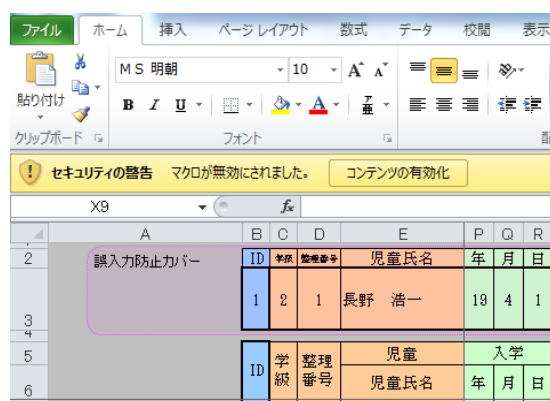 ファイル ホーム 挿入 ページ レイアウト 数式 データ 校閲 表示
ＭＳ 明朝 10 A A
貼り付け B I U A ア亜
クリップボード フォント
セキュリティの警告 マクロが無効にされました。 コンテンツの有効化
X9 fx
A B C D E P Q R
2 誤入力防止カバー ID 学級 整理番号 児童氏名 年 月 日
3 1 2 1 長野 浩一 19 4 1
4
5 ID 学級 整理番号 児童 入学
6 児童氏名 年 月 日